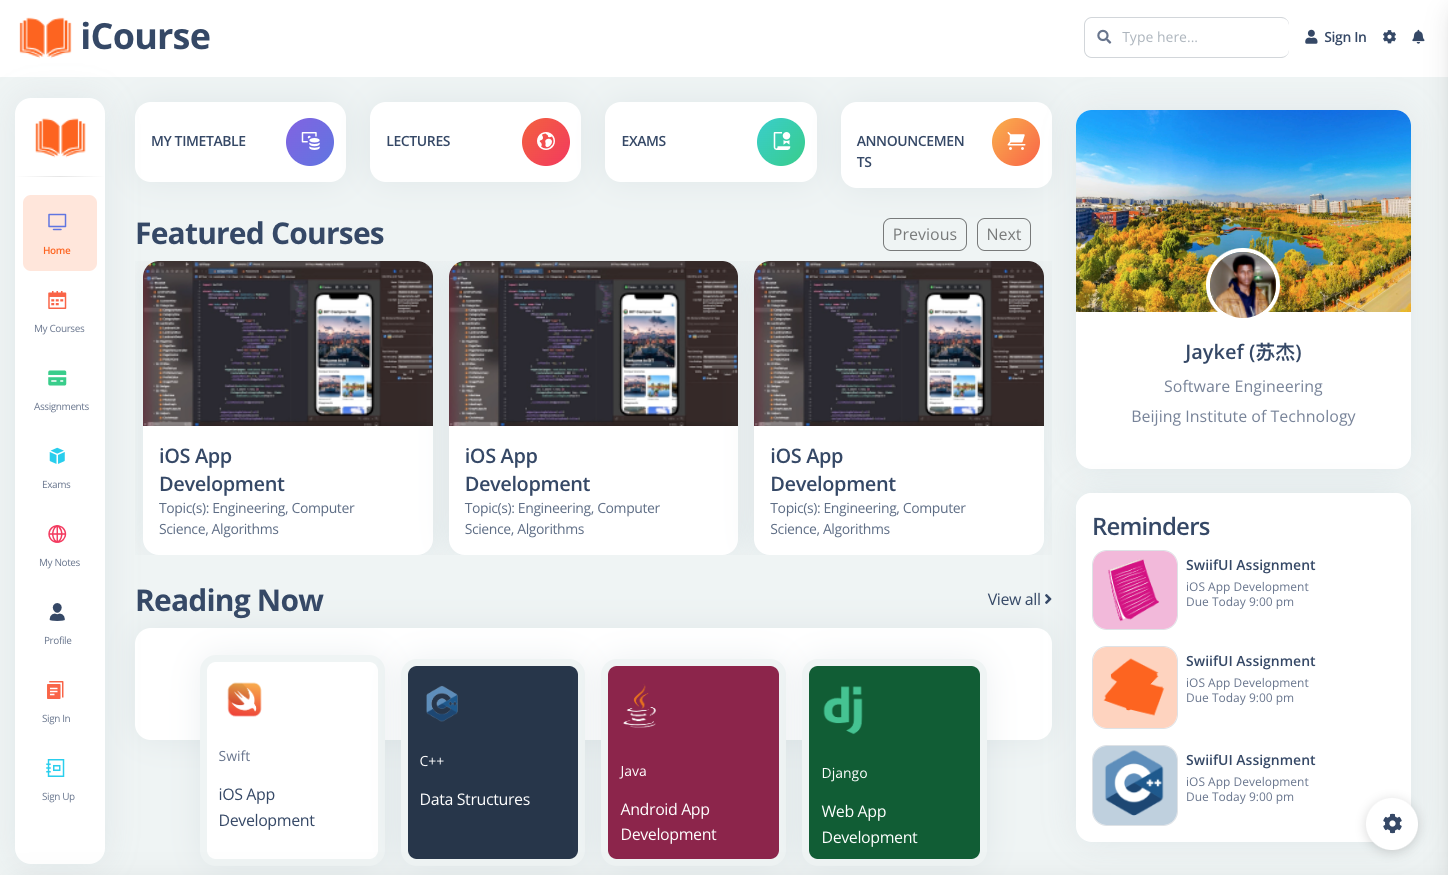 iCourse
Type here...
Sign In
MY TIMETABLE
LECTURES
EXAMS
ANNOUNCEMEN
TS
Home
My Courses
Assignments
Exams
My Notes
Profile
Sign In
Sign Up
Featured Courses
Previous
Next
iOS App
Development
Topic(s): Engineering, Computer
Science, Algorithms
iOS App
Development
Topic(s): Engineering, Computer
Science, Algorithms
iOS App
Development
Topic(s): Engineering, Computer
Science, Algorithms
Reading Now
View all
Swift
iOS App
Development
C++
Data Structures
Java
Android App
Development
dj
Django
Web App
Development
Jaykef (苏杰)
Software Engineering
Beijing Institute of Technology
Reminders
SwiifUI Assignment
iOS App Development
Due Today 9:00 pm
SwiifUI Assignment
iOS App Development
Due Today 9:00 pm
C++
SwiifUI Assignment
iOS App Development
Due Today 9:00 pm